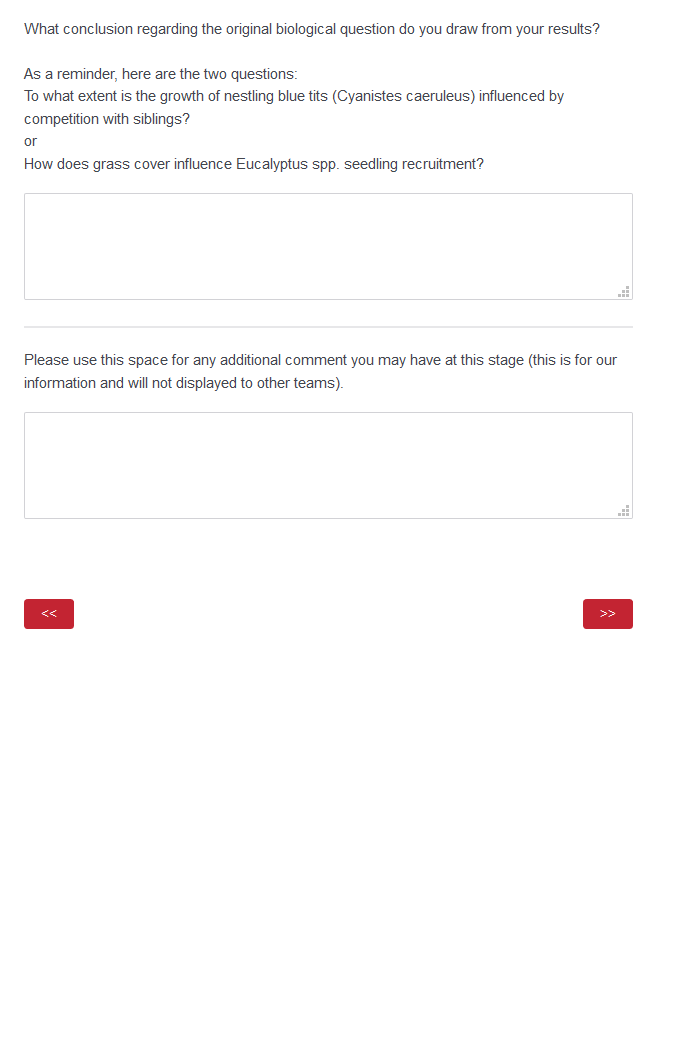 What conclusion regarding the original biological question do you draw from your results?
As a reminder, here are the two questions:
To what extent is the growth of nestling blue tits (Cyanistes caeruleus) influenced by
competition with siblings?
or
How does grass cover influence Eucalyptus spp. seedling recruitment?
Please use this space for any additional comment you may have at this stage (this is for our
information and will not displayed to other teams).
<< >>